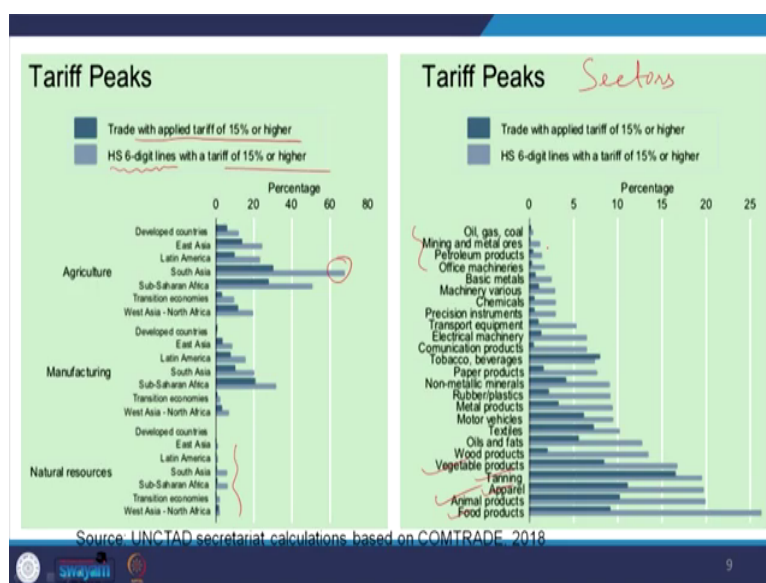 Tariff Peaks
Trade with applied tariff of 15% or higher
HS 6-digit lines with a tariff of 15% or higher
Percentage
0 20 40 60 80
Agriculture
Developed countries
East Asia
Latin America
South Asia
Sub-Saharan Africa
Transition economies
West Asia - North Africa
Manufacturing
Developed countries
East Asia
Latin America
South Asia
Sub-Saharan Africa
Transition economies
West Asia - North Africa
Natural resources
Developed countries
East Asia
Latin America
South Asia
Sub-Saharan Africa
Transition economies
West Asia - North Africa
Tariff Peaks Sectors
Trade with applied tariff of 15% or higher
HS 6-digit lines with a tariff of 15% or higher
Percentage
0 5 10 15 20 25
Oil, gas, coal
Mining and metal ores
Petroleum products
Office machineries
Basic metals
Machinery various
Chemicals
Precision instruments
Transport equipment
Electrical machinery
Comunication products
Tobacco, beverages
Paper products
Non-metallic minerals
Rubber/plastics
Metal products
Motor vehicles
Textiles
Oils and fats
Wood products
Vegetable products
Tanning
Apparel
Animal products
Food products
Source: UNCTAD secretariat calculations based on COMTRADE, 2018
swayam
9